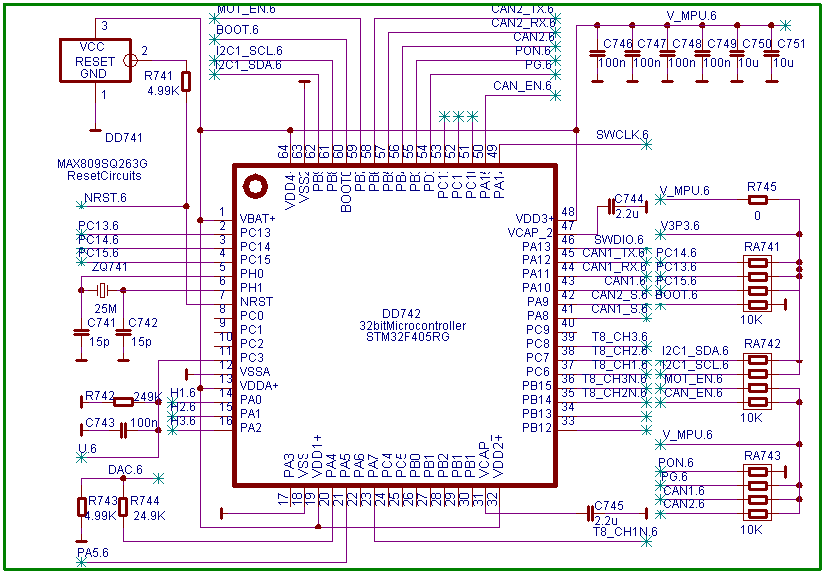 MOT_EN.6
BOOT.6
I2C1_SCL.6
I2C1_SDA.6
CAN2_TX.6
CAN2_RX.6
CAN2.6
PON.6
PG.6
CAN_EN.6
V_MPU.6
C746
C747
C748
C749
C750
C751
100n
100n
100n
100n
10u
10u
3
VCC
RESET
GND
2
1
R741
4.99K
DD741
MAX809SQ263G
ResetCircuits
SWCLK.6
NRST.6
PC13.6
PC14.6
PC15.6
ZQ741
25M
C741
15p
C742
15p
R742
249K
C743
100n
U.6
H1.6
H2.6
H3.6
DAC.6
R743
4.99K
R744
24.9K
PA5.6
64
63
62
61
60
59
58
57
56
55
54
53
52
51
50
49
VDD4
VSS
BOOT
1
2
3
4
5
6
7
8
9
10
11
12
13
14
15
16
VBAT+
PC13
PC14
PC15
PH0
PH1
NRST
PC0
PC1
PC2
PC3
VSSA
VDDA+
PA0
PA1
PA2
DD742
32bitMicrocontroller
STM32F405RG
VDD3+
VCAP_2
PA13
PA12
PA11
PA10
PA9
PA8
PC9
PC8
PC7
PC6
PB15
PB14
PB13
PB12
48
47
46
45
44
43
42
41
40
39
38
37
36
35
34
33
PA3
VSS
VDD1+
PA4
PA5
PA6
PA7
PC4
PC5
PB0
PB1
PB2
PB1
PB1
VCAP
VDD2+
17
18
19
20
21
22
23
24
25
26
27
28
29
30
31
32
C744
2.2u
SWDIO.6
CAN1_TX.6
CAN1_RX.6
CAN1.6
CAN2_S.6
CAN1_S.6
T8_CH3.6
T8_CH2.6
T8_CH1.6
T8_CH3N.6
T8_CH2N.6
C745
2.2u
T8_CH1N.6
V_MPU.6
R745
0
V3P3.6
PC14.6
PC13.6
PC15.6
BOOT.6
RA741
10K
I2C1_SDA.6
I2C1_SCL.6
MOT_EN.6
CAN_EN.6
RA742
10K
V_MPU.6
PON.6
PG.6
CAN1.6
CAN2.6
RA743
10K